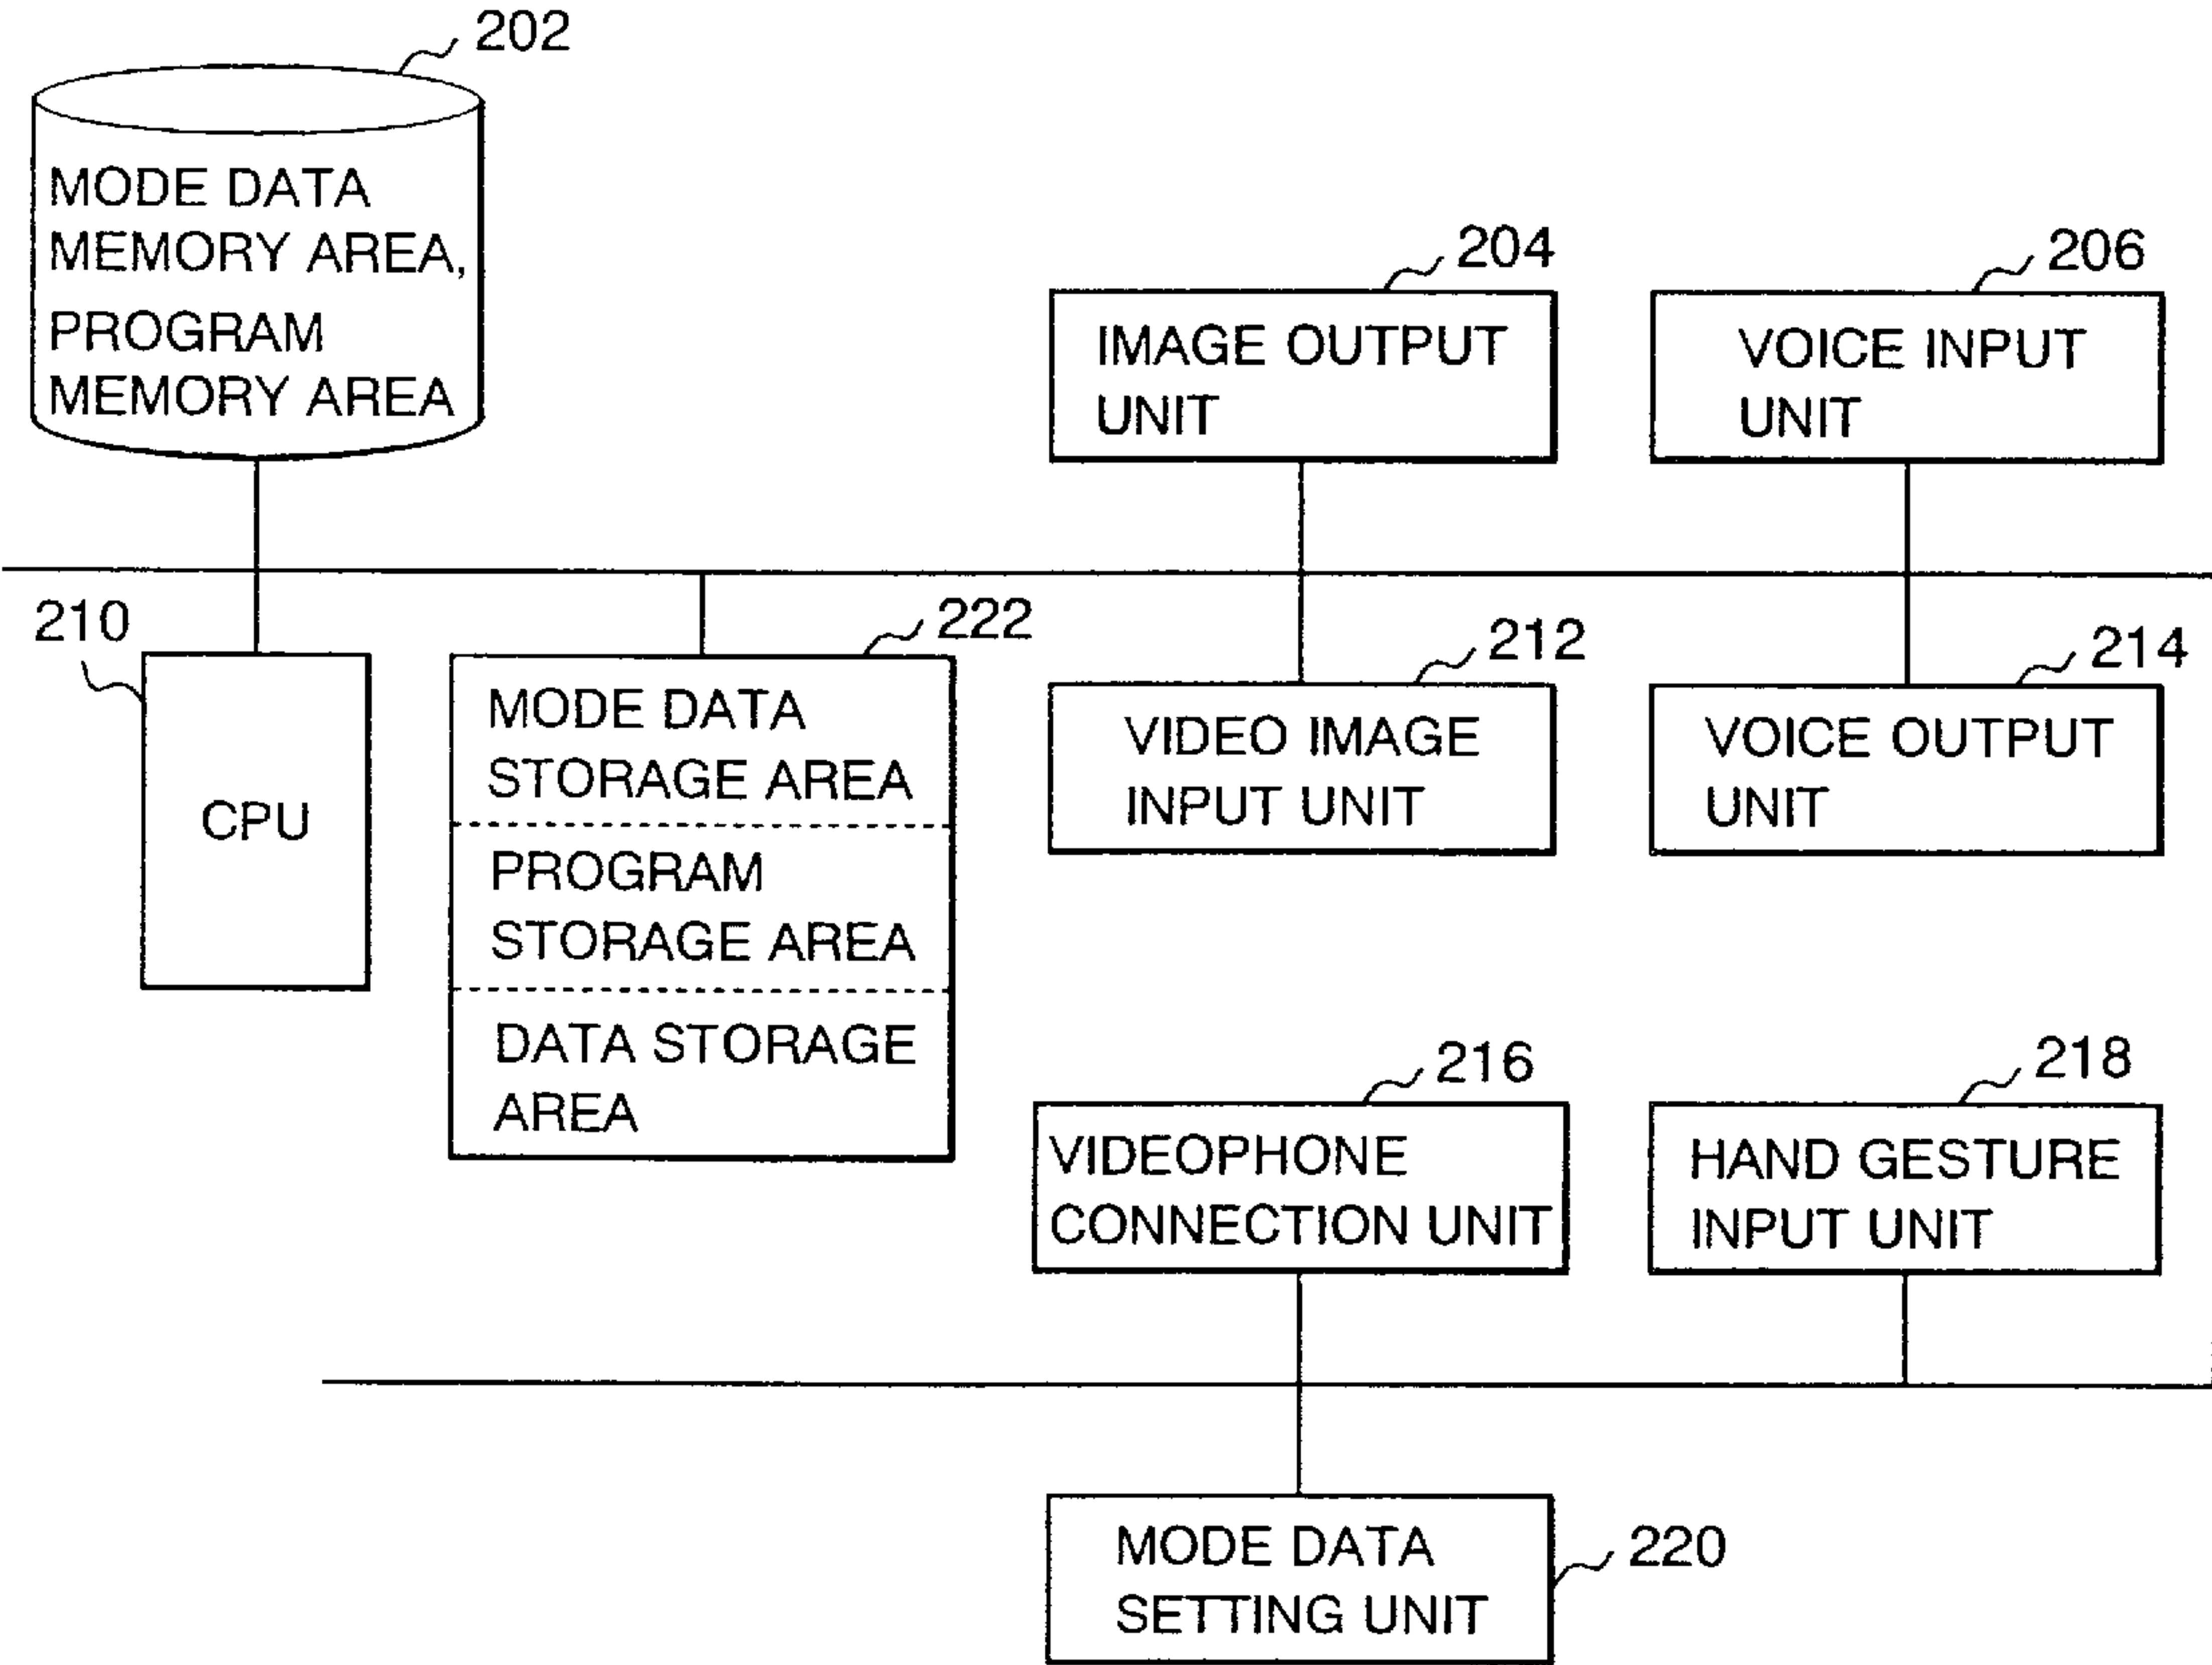 202
MODE DATA
MEMORY AREA,
PROGRAM
MEMORY AREA
204
IMAGE OUTPUT
UNIT
206
VOICE INPUT
UNIT
210
CPU
222
MODE DATA
STORAGE AREA
PROGRAM
STORAGE AREA
DATA STORAGE
AREA
212
VIDEO IMAGE
INPUT UNIT
214
VOICE OUTPUT
UNIT
216
VIDEOPHONE
CONNECTION UNIT
218
HAND GESTURE
INPUT UNIT
MODE DATA
SETTING UNIT
220